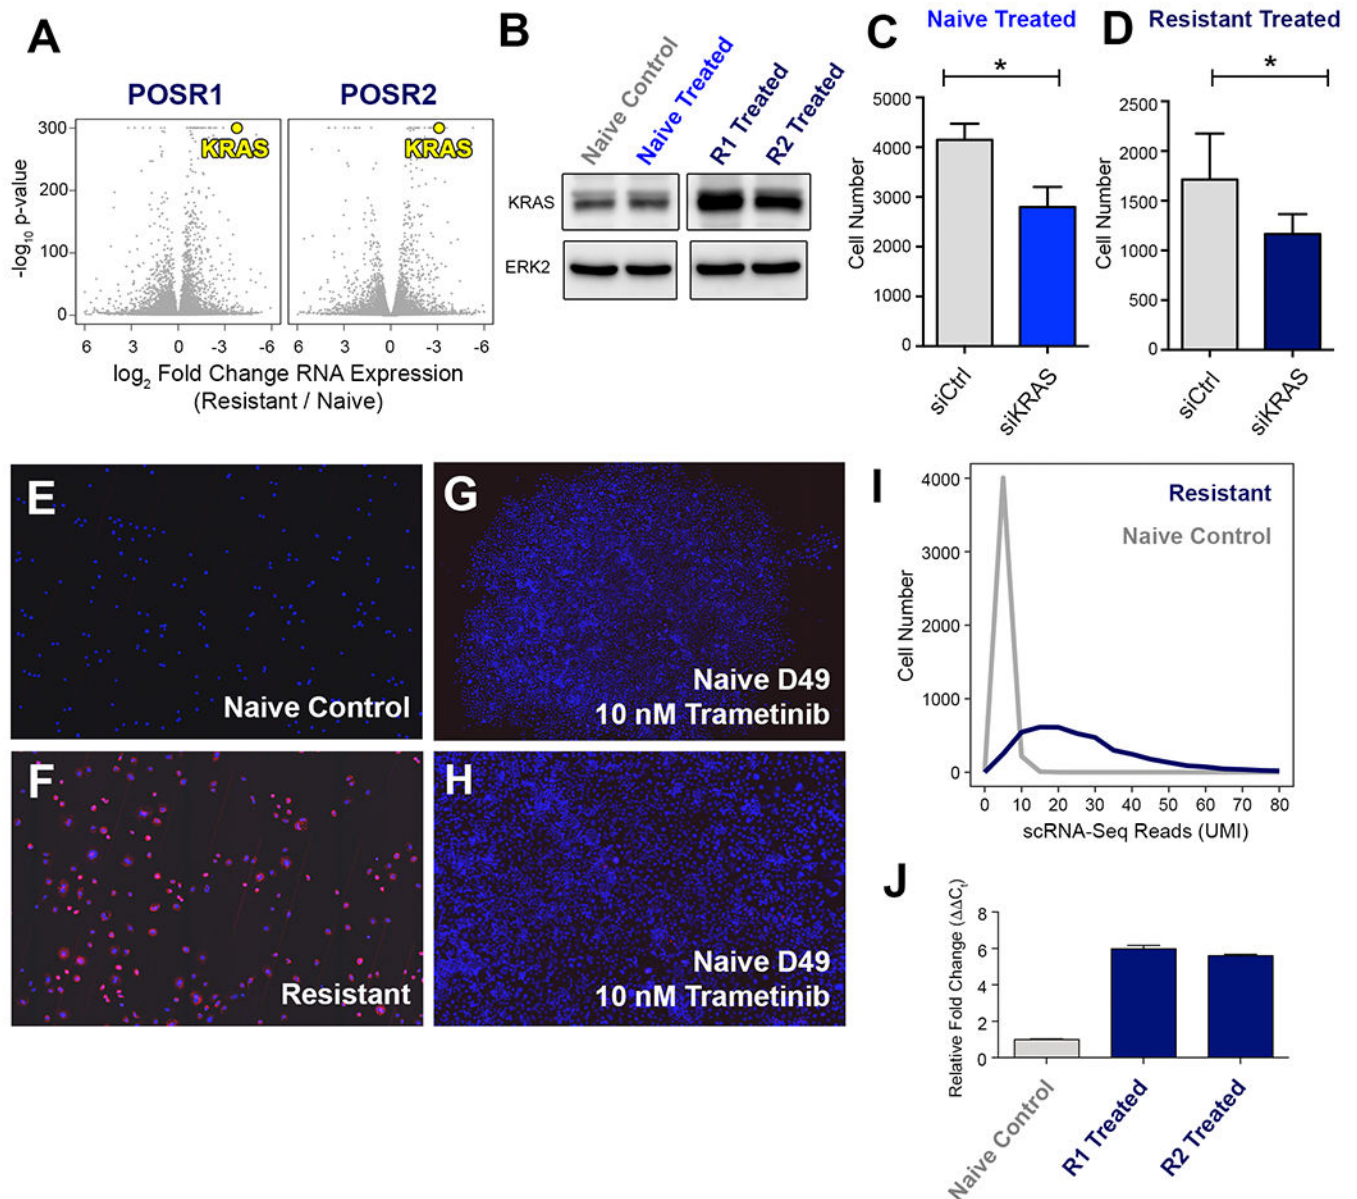 A
POSR1
POSR2
300
200
100
0
-log10 p-value
KRAS
KRAS
6 3 0 -3 -6
6 3 0 -3 -6
log2 Fold Change RNA Expression
(Resistant / Naive)
B
Naive Control
Naive Treated
R1 Treated
R2 Treated
KRAS
ERK2
C
Naive Treated
*
5000
4000
3000
2000
1000
0
Cell Number
siCtrl
siKRAS
D
Resistant Treated
*
2500
2000
1500
1000
500
0
Cell Number
siCtrl
siKRAS
E
Naive Control
F
Resistant
G
Naive D49
10 nM Trametinib
H
Naive D49
10 nM Trametinib
I
Resistant
Naive Control
4000
3000
2000
1000
0
Cell Number
0 10 20 30 40 50 60 70 80
scRNA-Seq Reads (UMI)
J
Relative Fold Change (ΔΔCt)
8
6
4
2
0
Naive Control
R1 Treated
R2 Treated